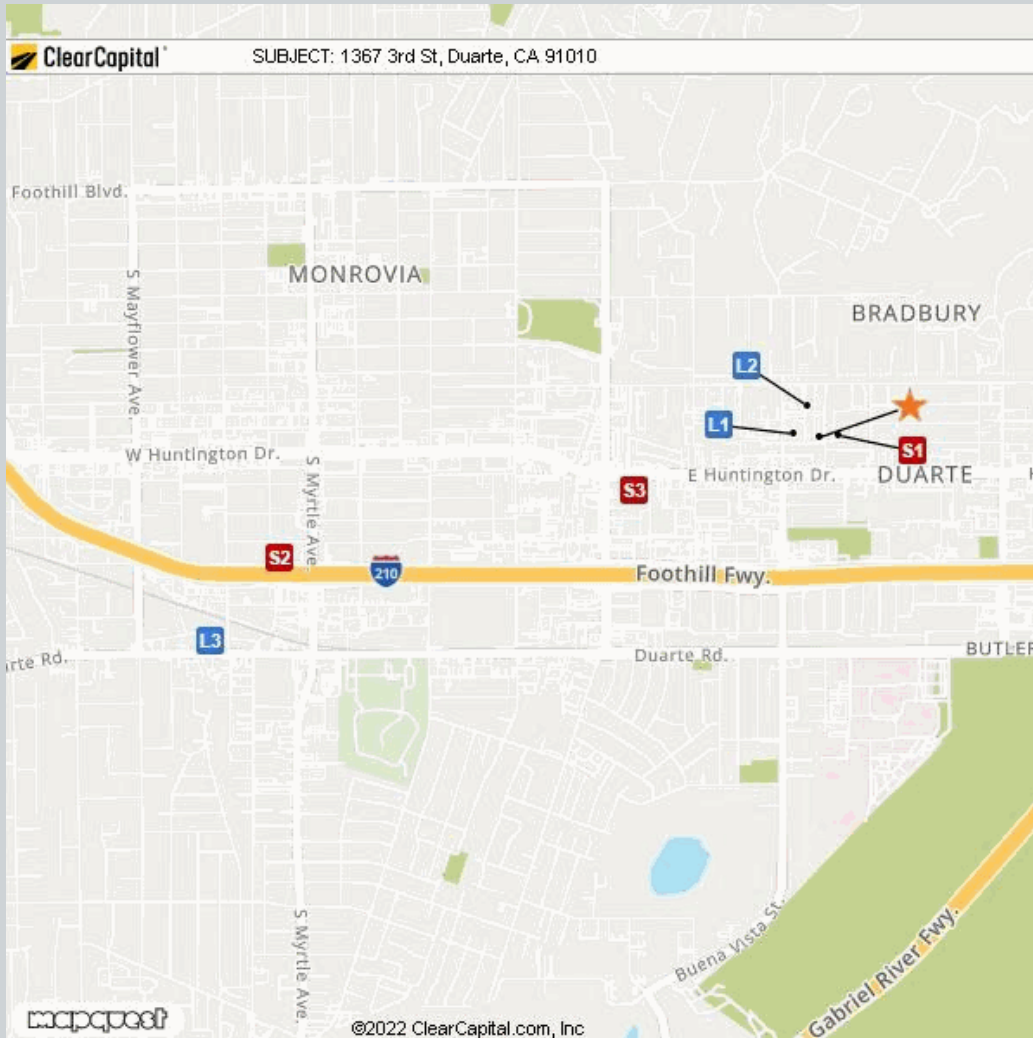 ClearCapital
SUBJECT: 1367 3rd St, Duarte, CA 91010
Foothill Blvd.
MONROVIA
S Mayflower Ave.
BRADBURY
L2
L1
S1
W Huntington Dr.
S Myrtle Ave.
E Huntington Dr.
DUARTE
H
S3
S2
210
Foothill Fwy.
L3
arte Rd.
Duarte Rd.
BUTLER
S Myrtle Ave.
Buena Vista St.
Gabriel River Fwy.
mapquest
©2022 ClearCapital.com, Inc